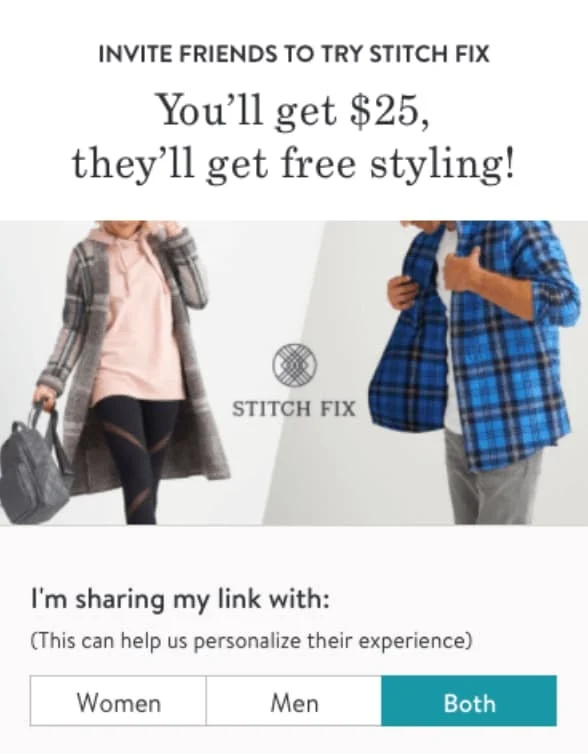 INVITE FRIENDS TO TRY STITCH FIX
You’ll get $25,
they’ll get free styling!
STITCH FIX
I'm sharing my link with:
(This can help us personalize their experience)
Women
Men
Both